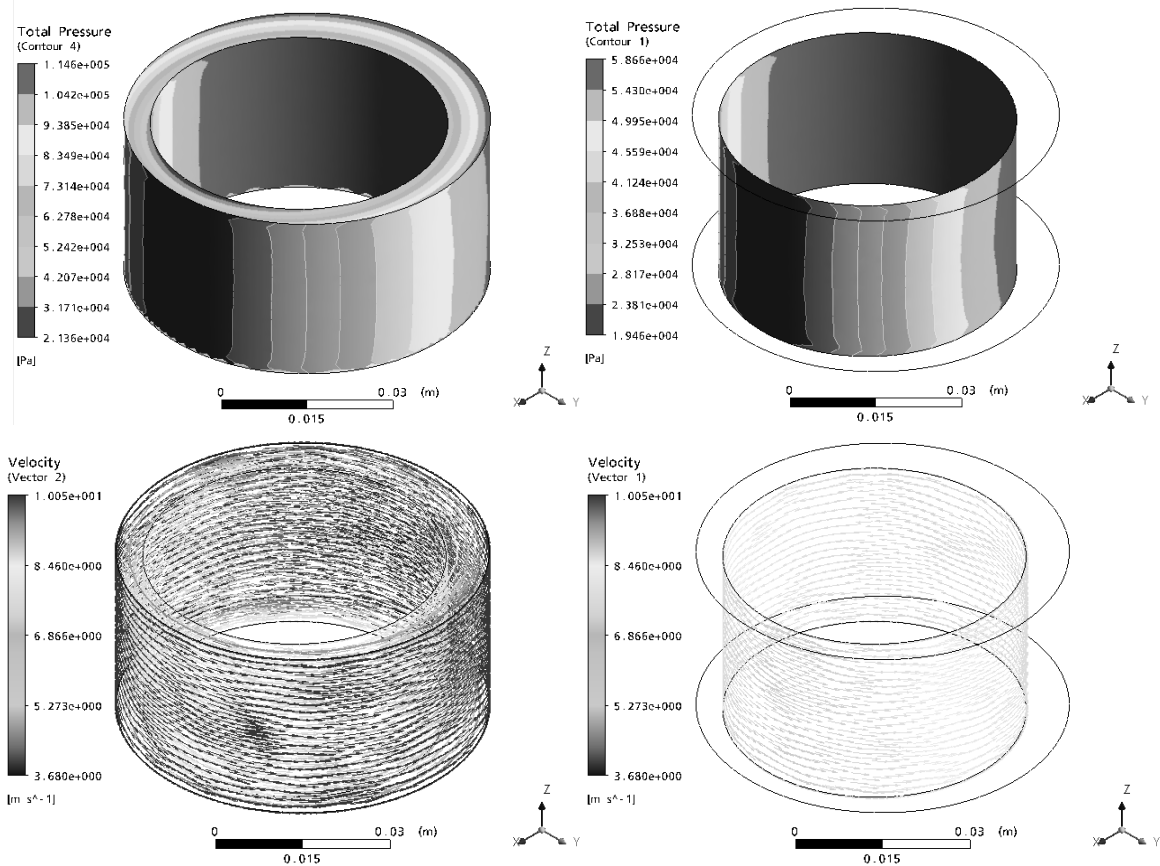 Total Pressure
(Contour 4)
1.146e+005
1.042e+005
9.385e+004
8.349e+004
7.314e+004
6.278e+004
5.242e+004
4.207e+004
3.171e+004
2.136e+004
[Pa]
0 0.03 (m)
0.015
Z
X Y
Total Pressure
(Contour 1)
5.866e+004
5.430e+004
4.995e+004
4.559e+004
4.124e+004
3.688e+004
3.253e+004
2.817e+004
2.381e+004
1.946e+004
[Pa]
0 0.03 (m)
0.015
Z
X Y
Velocity
(Vector 2)
1.005e+001
8.460e+000
6.866e+000
5.273e+000
3.680e+000
[m s^-1]
0 0.03 (m)
0.015
Z
X Y
Velocity
(Vector 1)
1.005e+001
8.460e+000
6.866e+000
5.273e+000
3.680e+000
[m s^-1]
0 0.03 (m)
0.015
Z
X Y